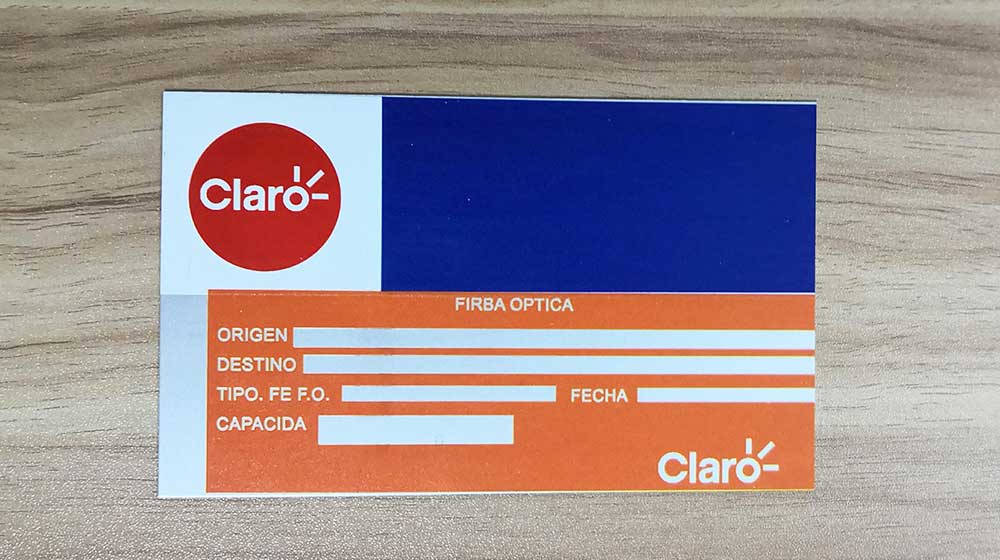 Claro
FIRBA OPTICA
ORIGEN
DESTINO
TIPO. FE F.O. FECHA
CAPACIDA
Claro